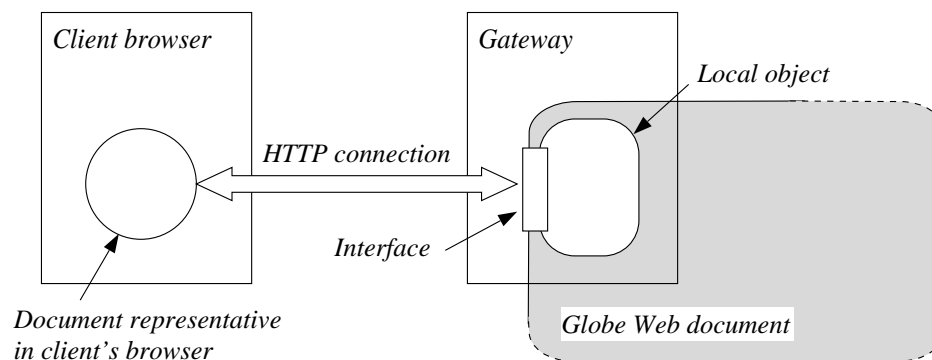 Client browser
Gateway
Local object
HTTP connection
Interface
Document representative
in client's browser
Globe Web document